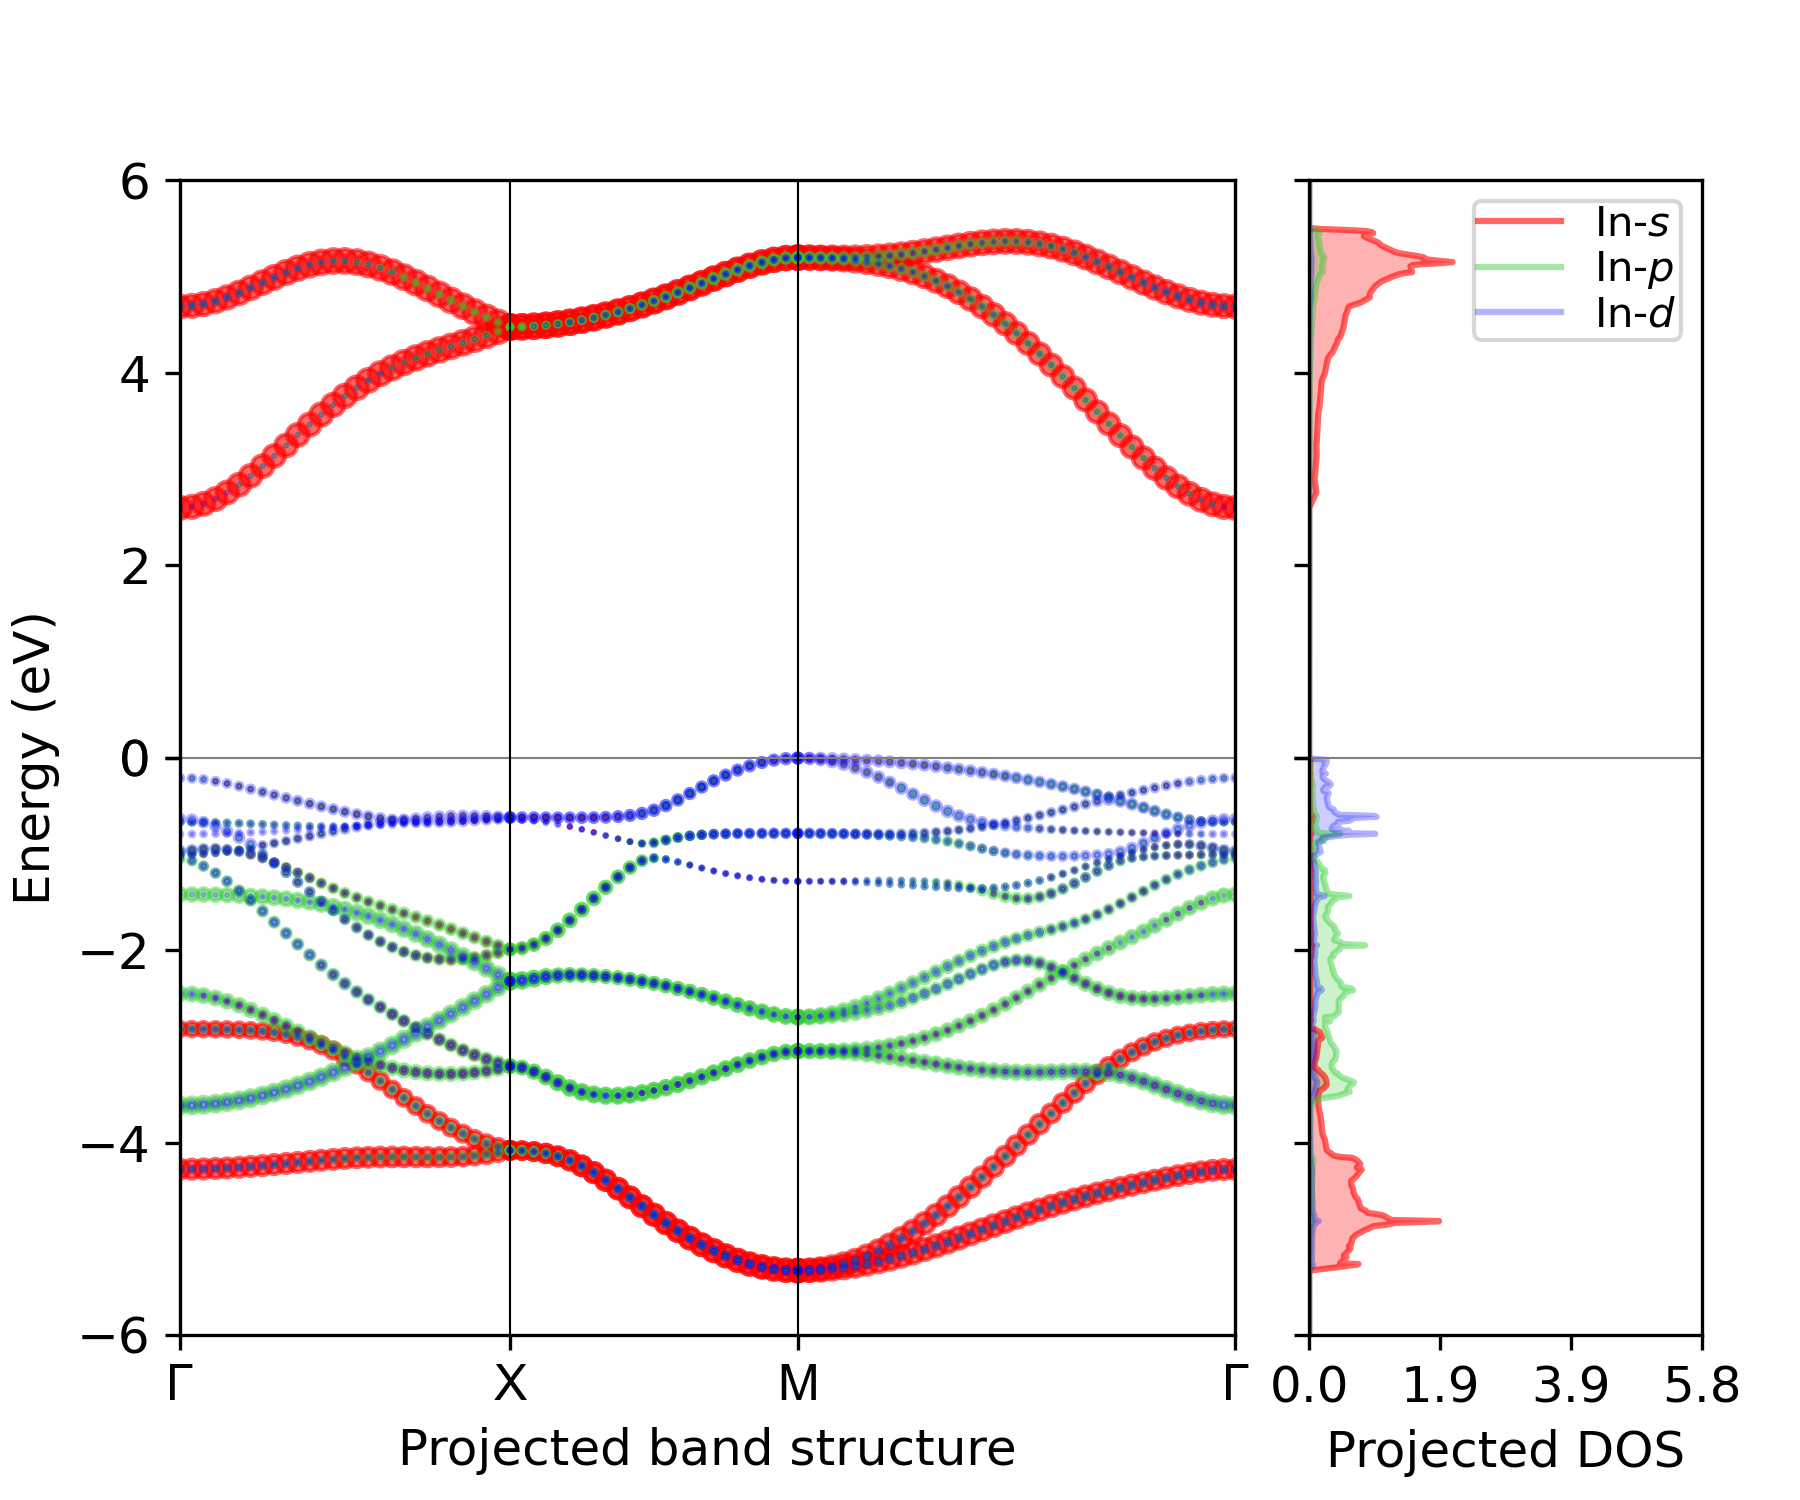 6
4
2
0
−2
−4
−6
Energy (eV)
Γ
X
M
Γ
Projected band structure
In-s
In-p
In-d
0.0
1.9
3.9
5.8
Projected DOS